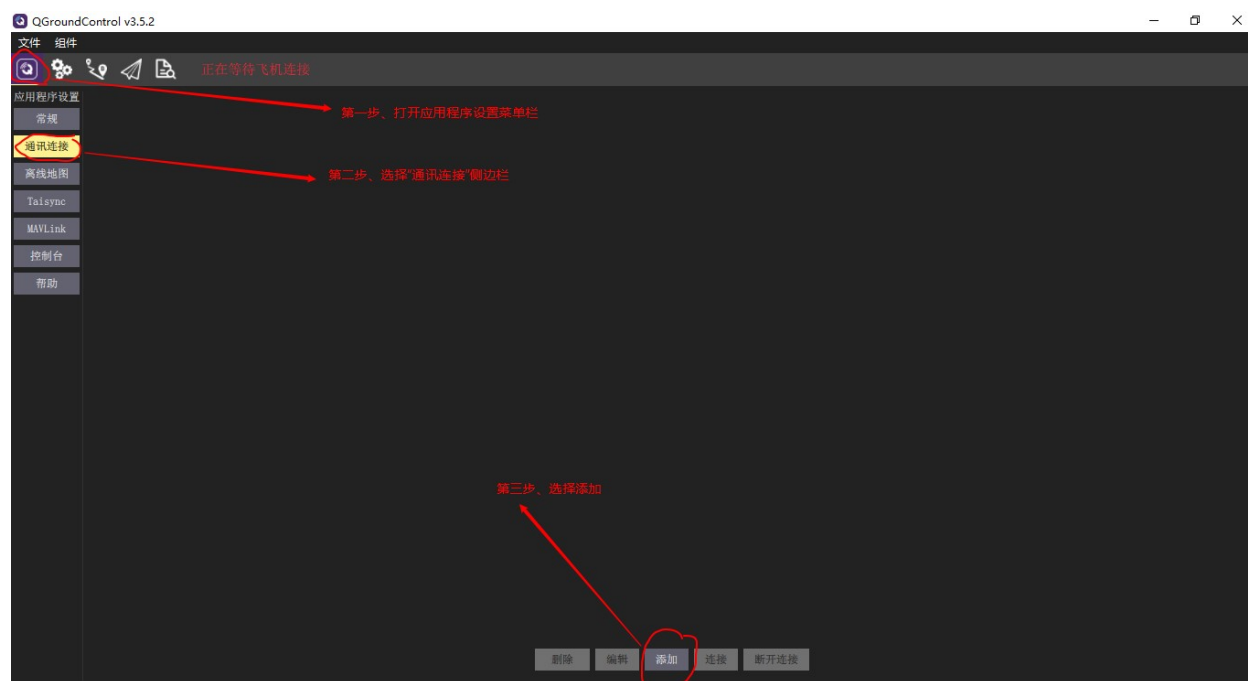 QGroundControl v3.5.2
文件 组件
正在等待飞机连接
应用程序设置
第一步、打开应用程序设置菜单栏
常规
通讯连接
第二步、选择"通讯连接"侧边栏
离线地图
Taisync
MAVLink
控制台
帮助
第三步、选择添加
删除 编辑 添加 连接 断开连接